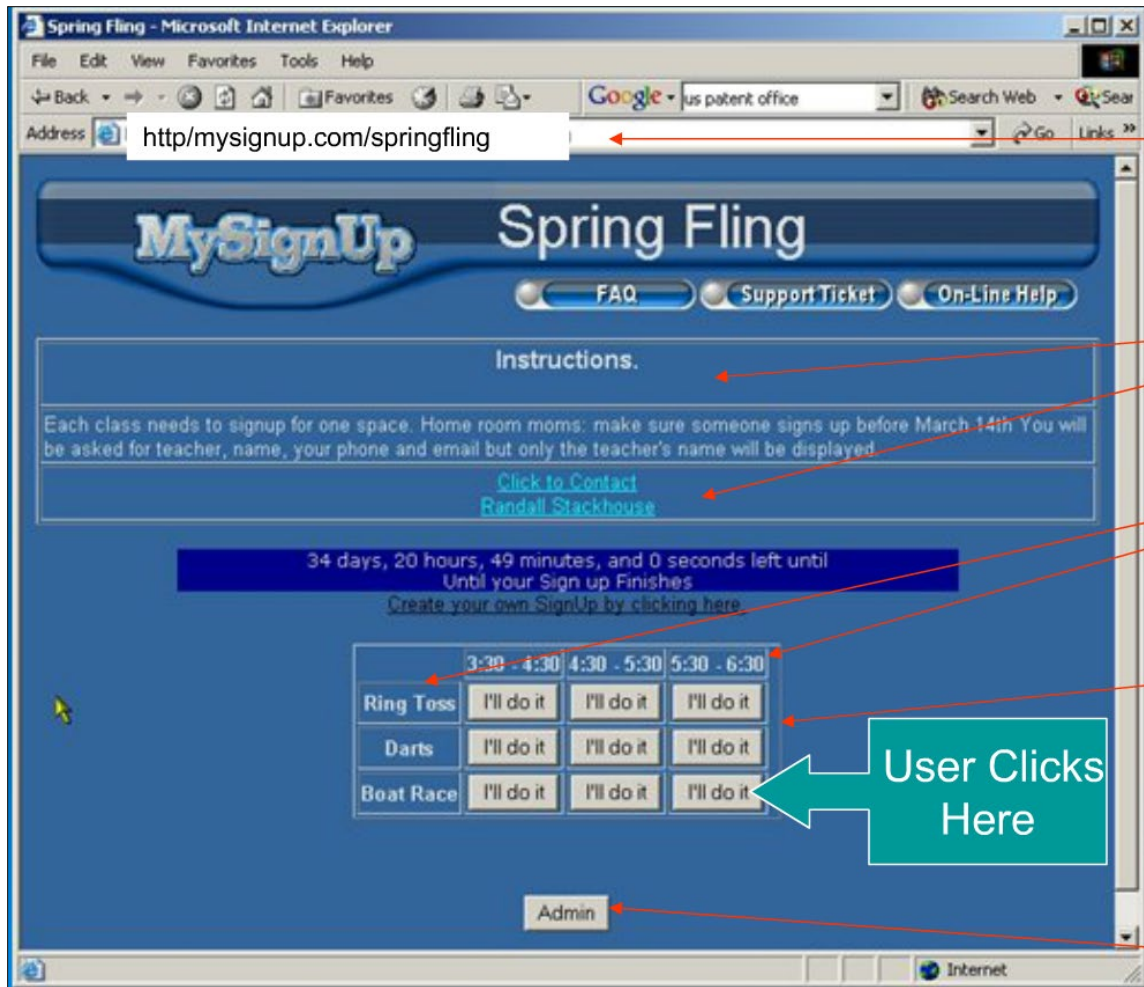 Spring Fling - Microsoft Internet Explorer
File Edit View Favorites Tools Help
Back Favorites Google us patent office Search Web Sear
Address http/mysignup.com/springfling Go Links »
MySignUp Spring Fling
FAQ Support Ticket On-Line Help
Instructions.
Each class needs to signup for one space. Home room moms: make sure someone signs up before March 14th You will
be asked for teacher, name, your phone and email but only the teacher's name will be displayed.
Click to Contact
Randall Stackhouse
34 days, 20 hours, 49 minutes, and 0 seconds left until
Until your Sign up Finishes
Create your own SignUp by clicking here.
3:30 - 4:30 4:30 - 5:30 5:30 - 6:30
Ring Toss I'll do it I'll do it I'll do it
Darts I'll do it I'll do it I'll do it
Boat Race I'll do it I'll do it I'll do it
User Clicks
Here
Admin
Internet